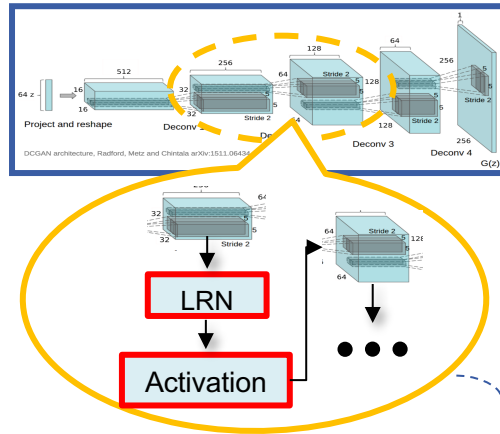 1
512
256
128
64
64 z
16
16
32
32
5
5
Stride 2
64
Stride 2
5
5
128
128
256
5
5
Stride 2
256
Project and reshape
Deconv
Deconv 3
Deconv 4
G(z)
DCGAN architecture, Radford, Metz and Chintala arXiv:1511.06434
32
32
5
5
Stride 2
64
64
Stride 2
5
5
128
64
LRN
Activation